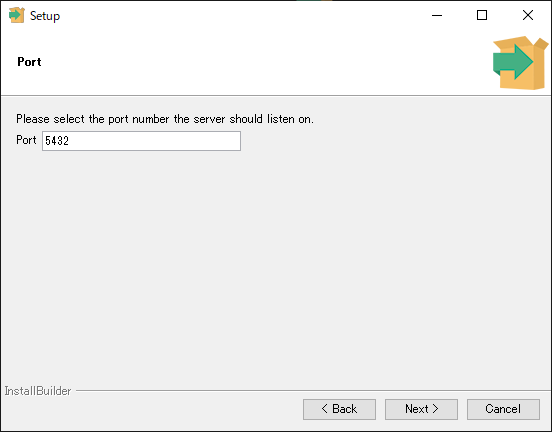 Setup
Port
Please select the port number the server should listen on.
Port 5432
InstallBuilder
< Back Next > Cancel